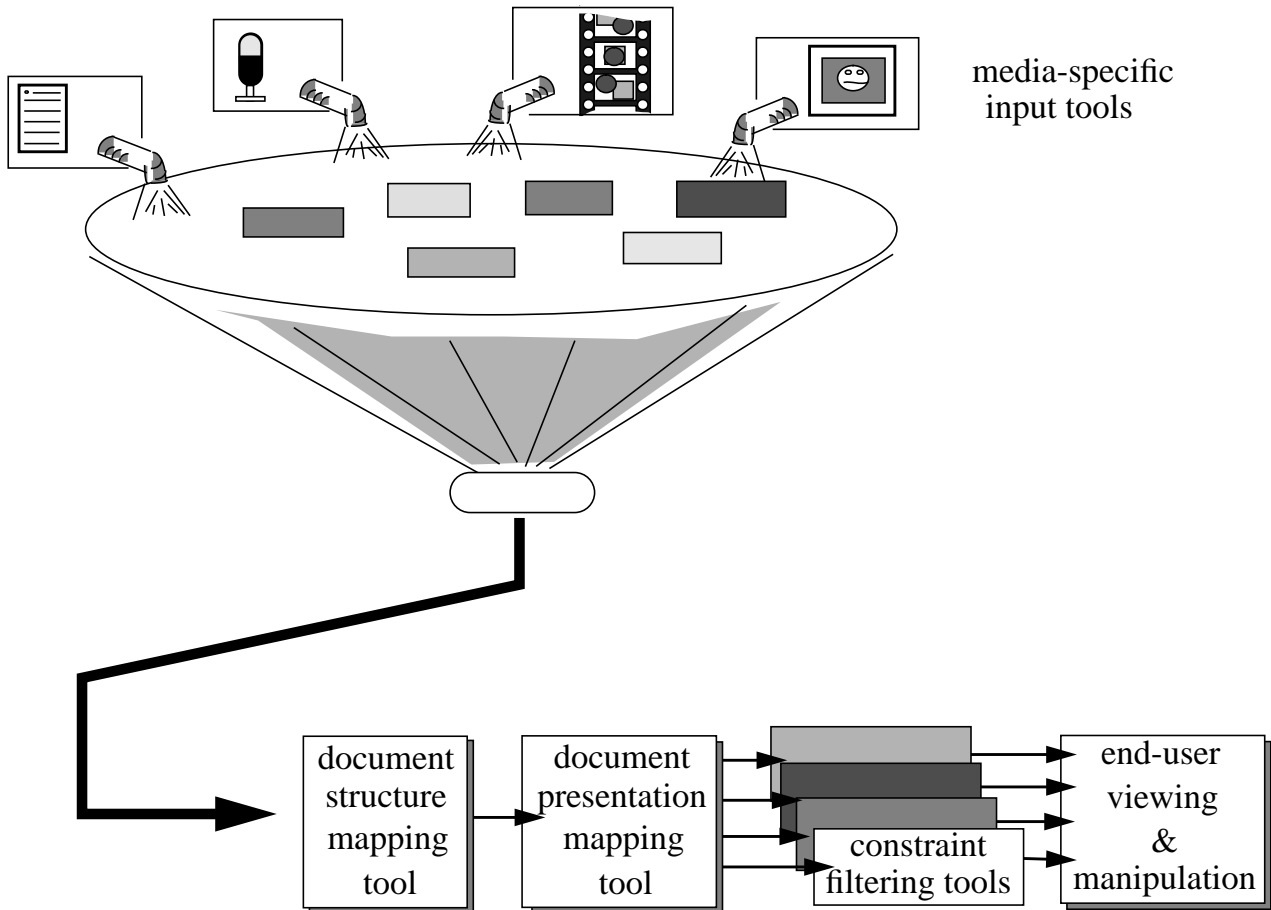 media-specific
input tools
document
structure
mapping
tool
document
presentation
mapping
tool
constraint
filtering tools
end-user
viewing
&
manipulation